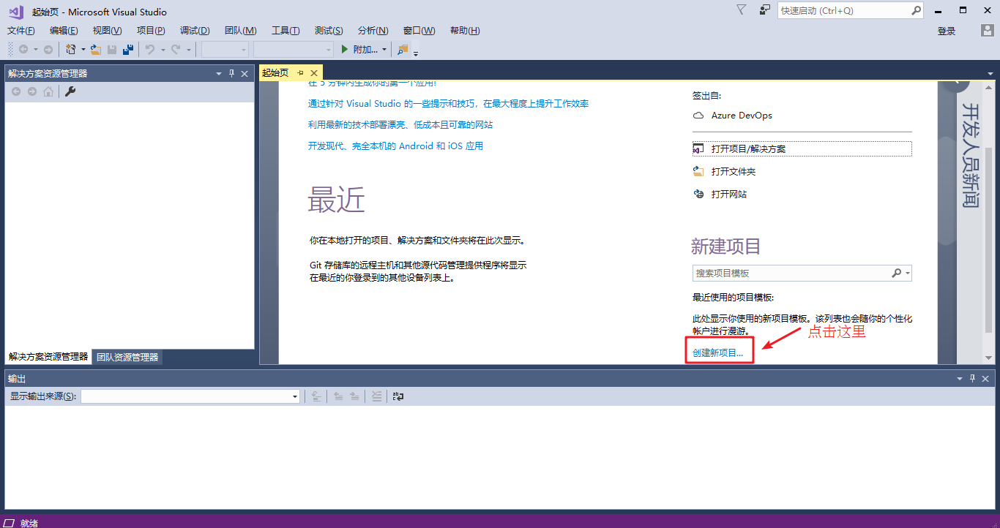 起始页 - Microsoft Visual Studio
快速启动 (Ctrl+Q)
文件(F) 编辑(E) 视图(V) 项目(P) 调试(D) 团队(M) 工具(T) 测试(S) 分析(N) 窗口(W) 帮助(H)
登录
附加...
解决方案资源管理器
起始页
在 5 分钟内生成你的第一个应用!
通过针对 Visual Studio 的一些提示和技巧，在最大程度上提升工作效率
利用最新的技术部署漂亮、低成本且可靠的网站
开发现代、完全本机的 Android 和 iOS 应用
最近
你在本地打开的项目、解决方案和文件夹将在此次显示。
Git 存储库的远程主机和其他源代码管理提供程序将显示
在最近的你登录到的其他设备列表上。
签出自:
Azure DevOps
打开项目/解决方案
打开文件夹
打开网站
新建项目
搜索项目模板
最近使用的项目模板:
此处显示你使用的新项目模板。该列表也会随你的个性化
帐户进行漫游。
点击这里
创建新项目...
开发人员新闻
解决方案资源管理器 团队资源管理器
输出
显示输出来源(S):
就绪